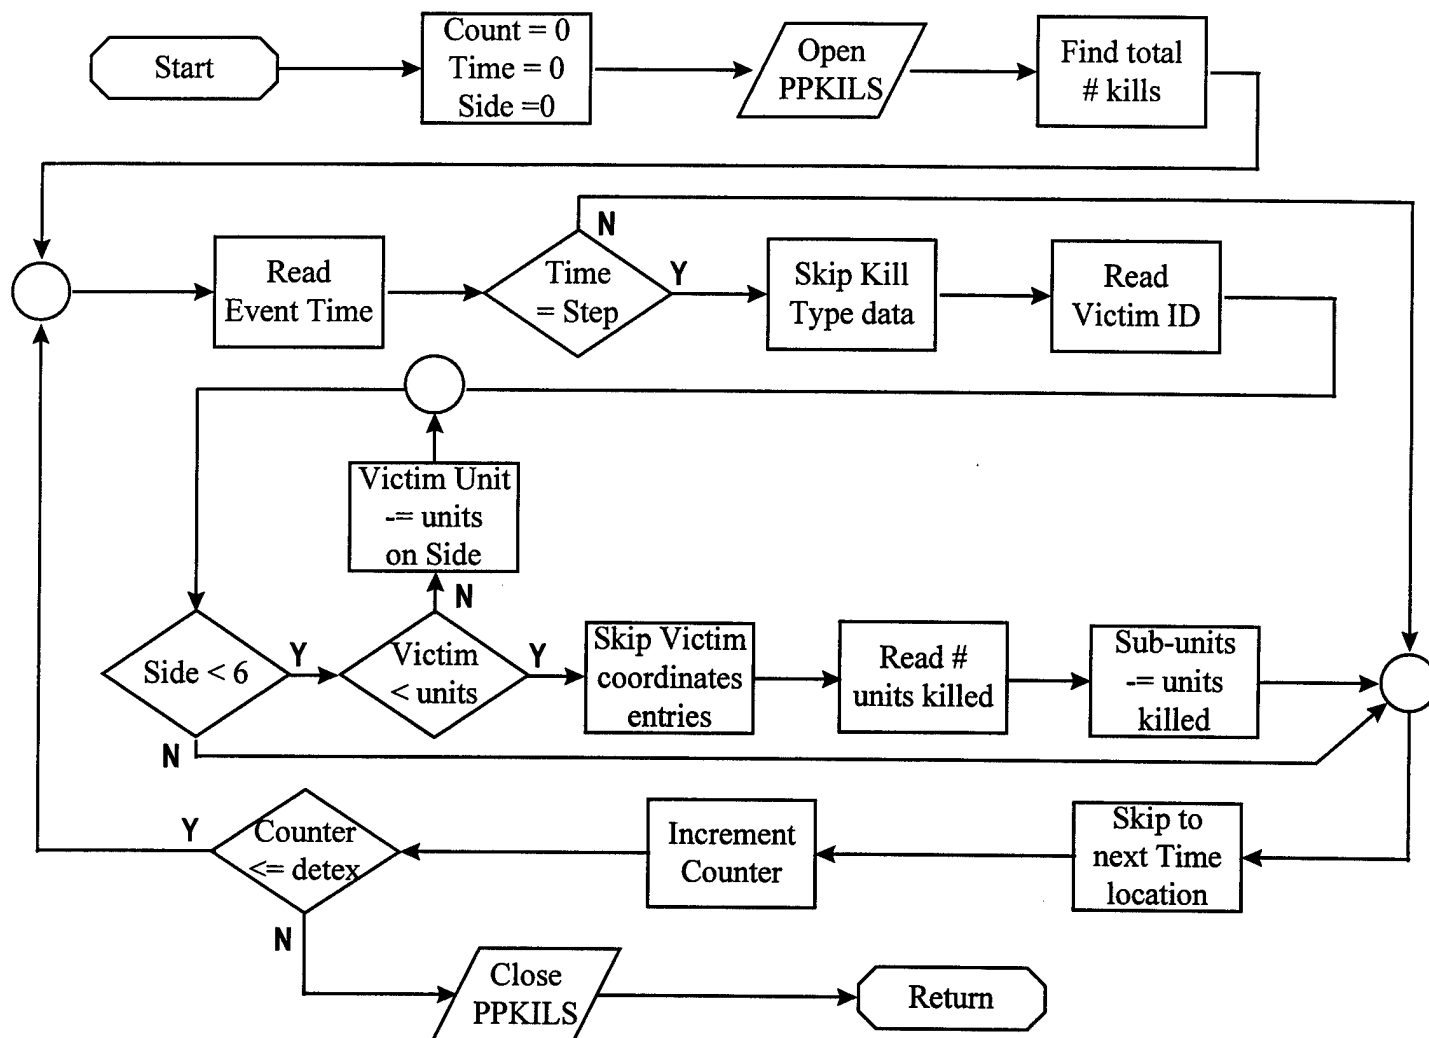 Start
Count = 0
Time = 0
Side =0
Open
PPKILS
Find total
# kills
Read
Event Time
Time
= Step
N
Y
Skip Kill
Type data
Read
Victim ID
Victim Unit
-= units
on Side
N
Side < 6
Y
N
Victim
< units
Y
Skip Victim
coordinates
entries
Read #
units killed
Sub-units
-= units
killed
Y
Counter
<= detex
N
Increment
Counter
Skip to
next Time
location
Close
PPKILS
Return